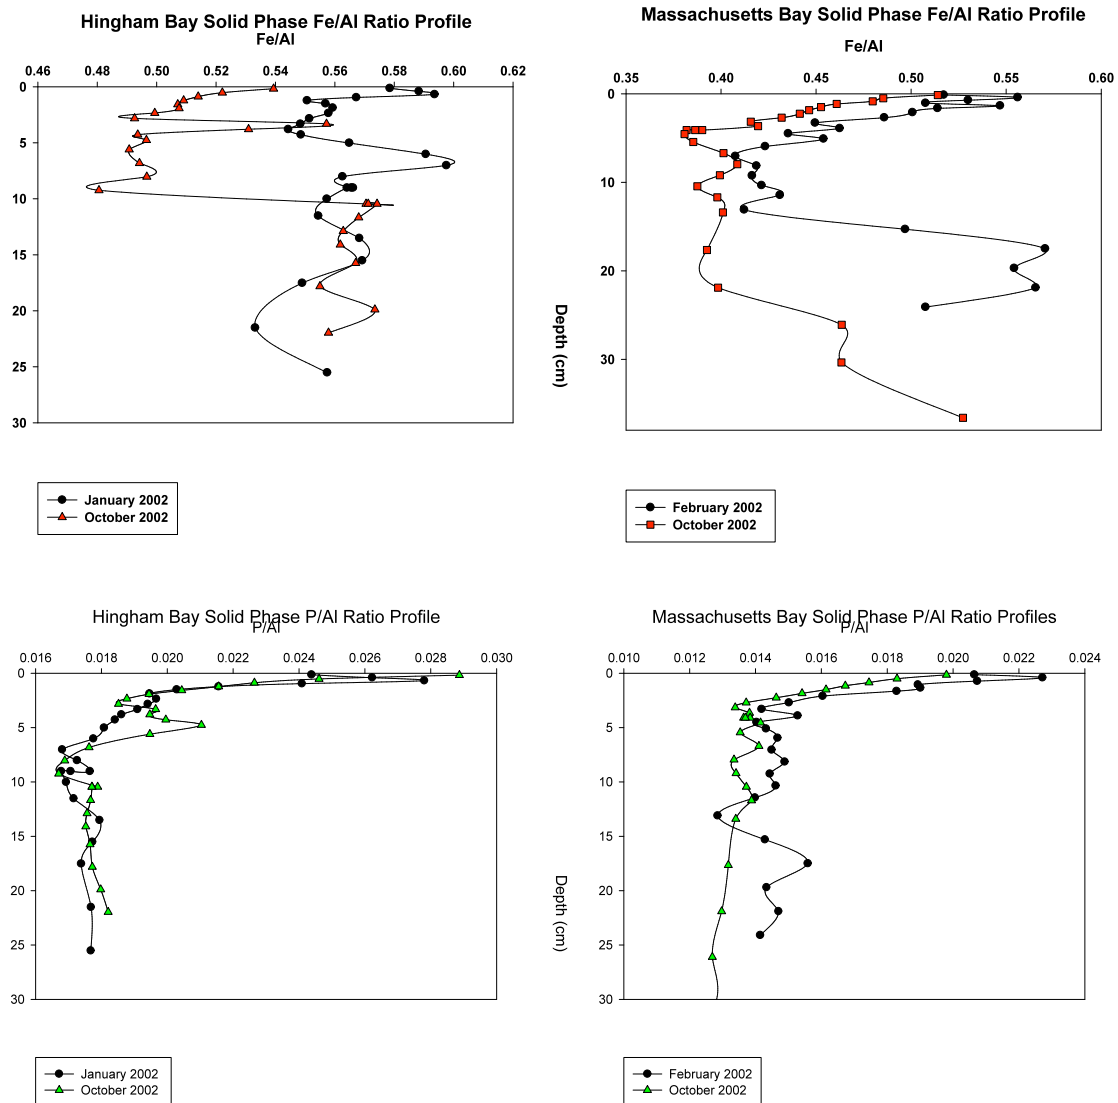 Hingham Bay Solid Phase Fe/Al Ratio Profile
Fe/Al
0.46 0.48 0.50 0.52 0.54 0.56 0.58 0.60 0.62
0
5
10
15
20
25
30
January 2002
October 2002
Massachusetts Bay Solid Phase Fe/Al Ratio Profile
Fe/Al
0.35 0.40 0.45 0.50 0.55 0.60
0
10
20
30
Depth (cm)
February 2002
October 2002
Hingham Bay Solid Phase P/Al Ratio Profile
P/Al
0.016 0.018 0.020 0.022 0.024 0.026 0.028 0.030
0
5
10
15
20
25
30
January 2002
October 2002
Massachusetts Bay Solid Phase P/Al Ratio Profiles
P/Al
0.010 0.012 0.014 0.016 0.018 0.020 0.022 0.024
0
5
10
15
20
25
30
Depth (cm)
February 2002
October 2002